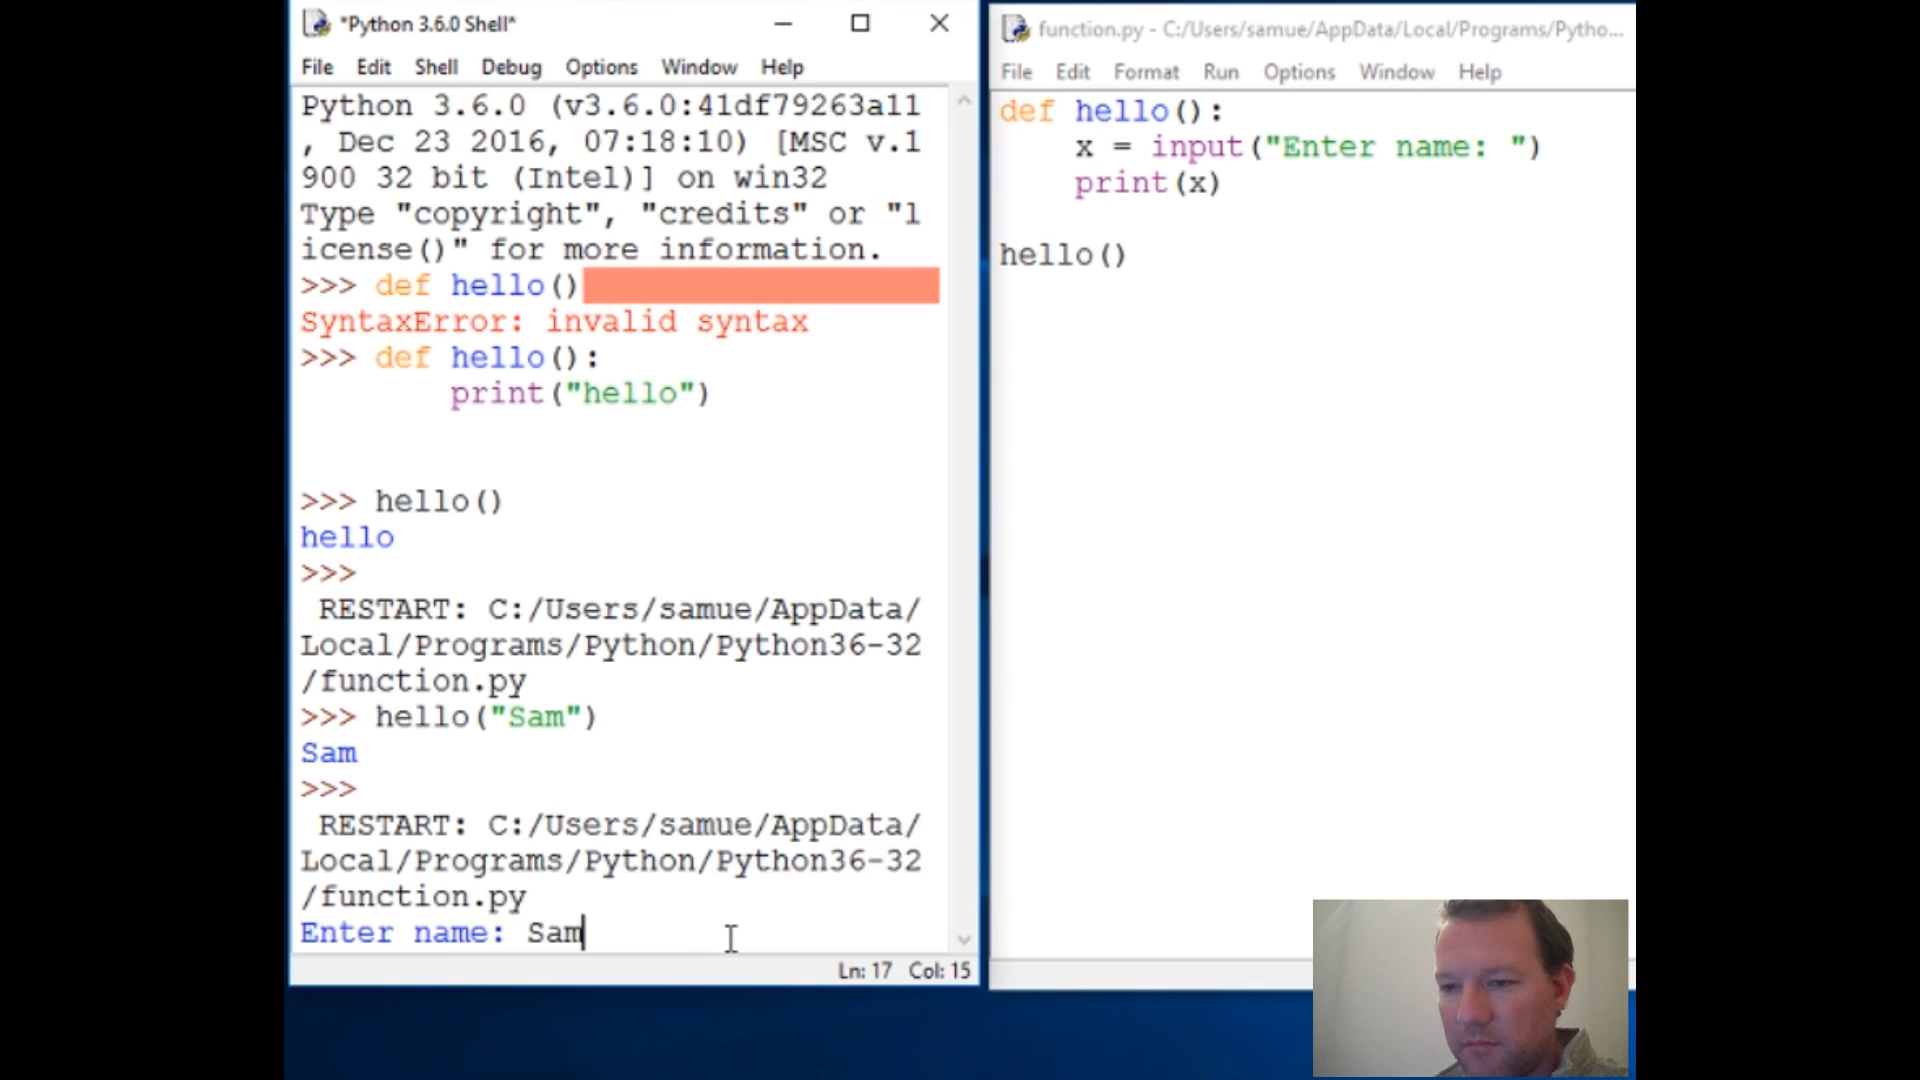 *Python 3.6.0 Shell*
File Edit Shell Debug Options Window Help
Python 3.6.0 (v3.6.0:41df79263a11
, Dec 23 2016, 07:18:10) [MSC v.1
900 32 bit (Intel)] on win32
Type "copyright", "credits" or "l
icense()" for more information.
>>> def hello()
SyntaxError: invalid syntax
>>> def hello():
print("hello")
>>> hello()
hello
>>>
RESTART: C:/Users/samue/AppData/
Local/Programs/Python/Python36-32
/function.py
>>> hello("Sam")
Sam
>>>
RESTART: C:/Users/samue/AppData/
Local/Programs/Python/Python36-32
/function.py
Enter name: Sam
Ln: 17 Col: 15
function.py - C:/Users/samue/AppData/Local/Programs/Pytho...
File Edit Format Run Options Window Help
def hello():
x = input("Enter name: ")
print(x)
hello()